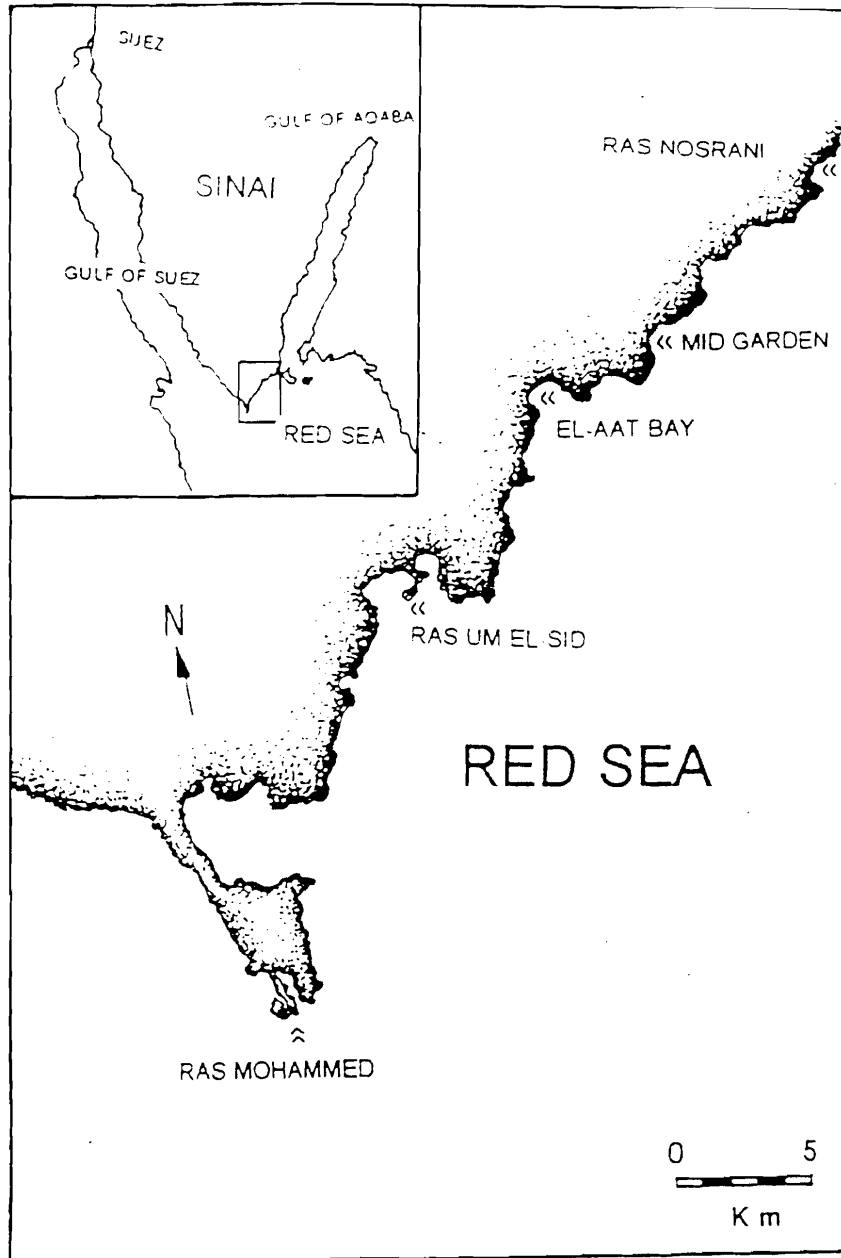 SUEZ
GULF OF AQABA
SINAI
GULF OF SUEZ
RED SEA
RAS NOSRANI
«
« MID GARDEN
«
EL-AAT BAY
«
RAS UM EL-SID
N
RED SEA
RAS MOHAMMED
0 5
Km